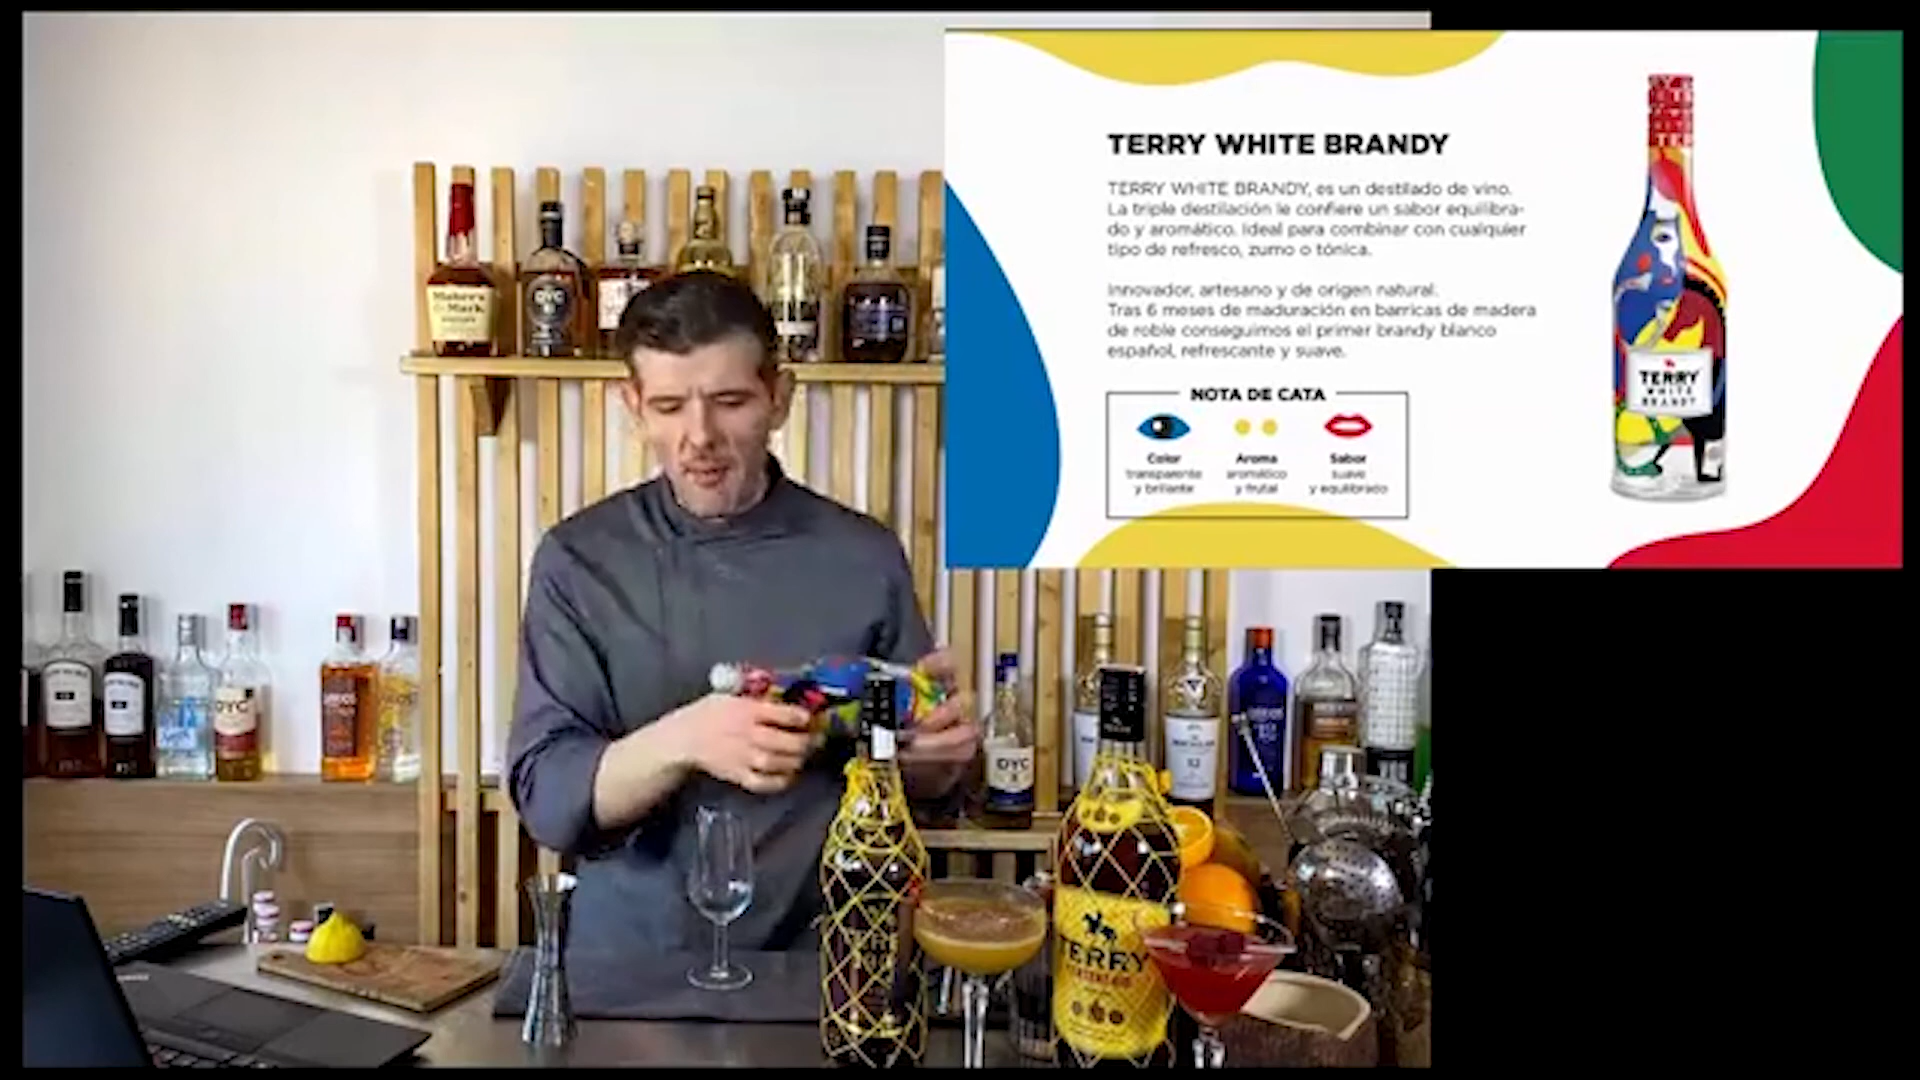 TERRY WHITE BRANDY
TERRY WHITE BRANDY, es un destilado de vino.
La triple destilación le confiere un sabor equilibra-
do y aromático. Ideal para combinar con cualquier
tipo de refresco, zumo o tónica.
Innovador, artesano y de origen natural.
Tras 6 meses de maduración en barricas de madera
de roble conseguimos el primer brandy blanco
español, refrescante y suave.
NOTA DE CATA
Color
transparente
y brillante
Aroma
aromático
y frutal
Sabor
suave
y equilibrado
TERRY
WHITE
BRANDY
Maker's
Mark
DYC
DYC
DYC
TERRY